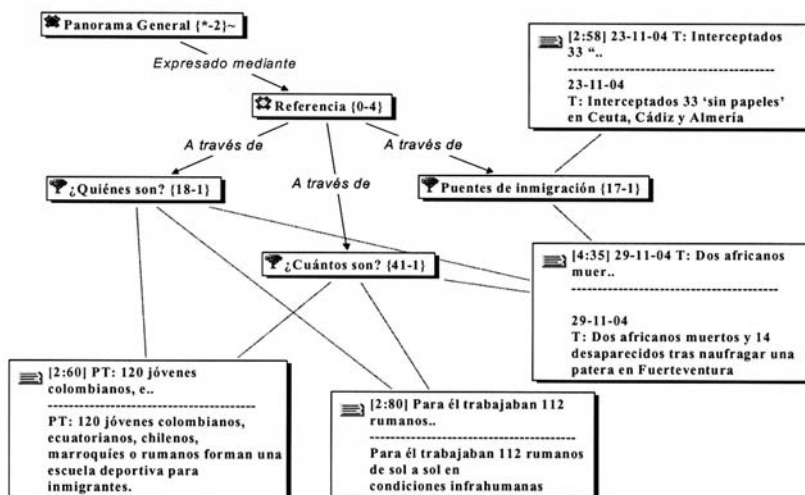 Panorama General {*-2}~
Expresado mediante
Referencia {0-4}
A través de
A través de
A través de
¿Quiénes son? {18-1}
Puentes de inmigración {17-1}
¿Cuántos son? {41-1}
[2:58] 23-11-04 T: Interceptados
33 “..
--------------------------------------------
23-11-04
T: Interceptados 33 ‘sin papeles’
en Ceuta, Cádiz y Almería
[4:35] 29-11-04 T: Dos africanos
muer..
--------------------------------------------
29-11-04
T: Dos africanos muertos y 14
desaparecidos tras naufragar una
patera en Fuerteventura
[2:60] PT: 120 jóvenes
colombianos, e..
--------------------------------------------
PT: 120 jóvenes colombianos,
ecuatorianos, chilenos,
marroquíes o rumanos forman una
escuela deportiva para
inmigrantes.
[2:80] Para él trabajaban 112
rumanos..
--------------------------------------------
Para él trabajaban 112 rumanos
de sol a sol en
condiciones infrahumanas